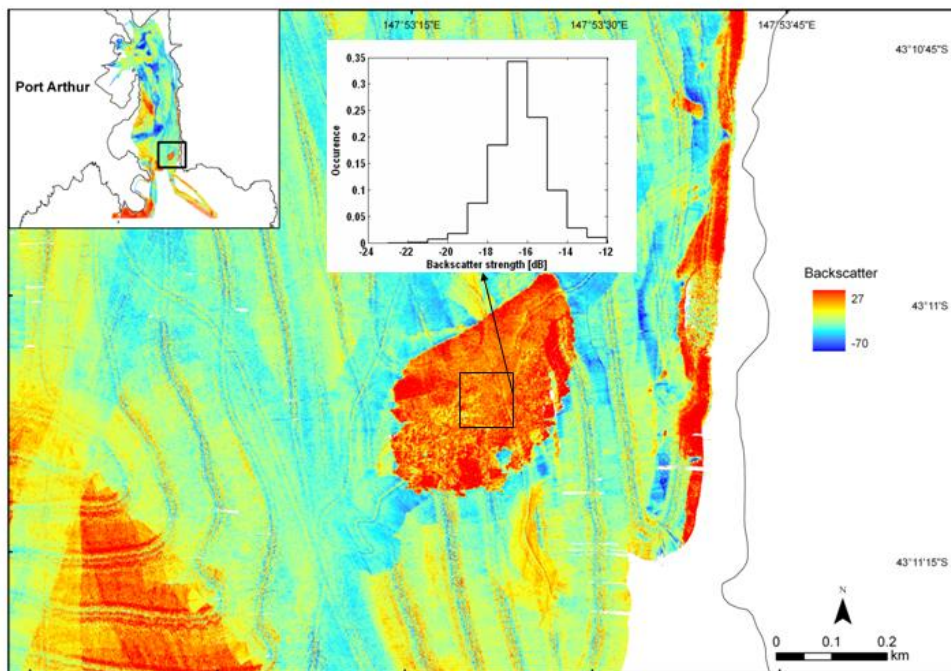 147°53'15"E 147°53'30"E 147°53'45"E
43°10'45"S
Port Arthur
0.35
0.3
0.25
0.2
0.15
0.1
0.05
0
Occurence
-24 -22 -20 -18 -16 -14 -12
Backscatter strength [dB]
Backscatter
27
-70
43°11'S
43°11'15"S
N
0 0.1 0.2
km